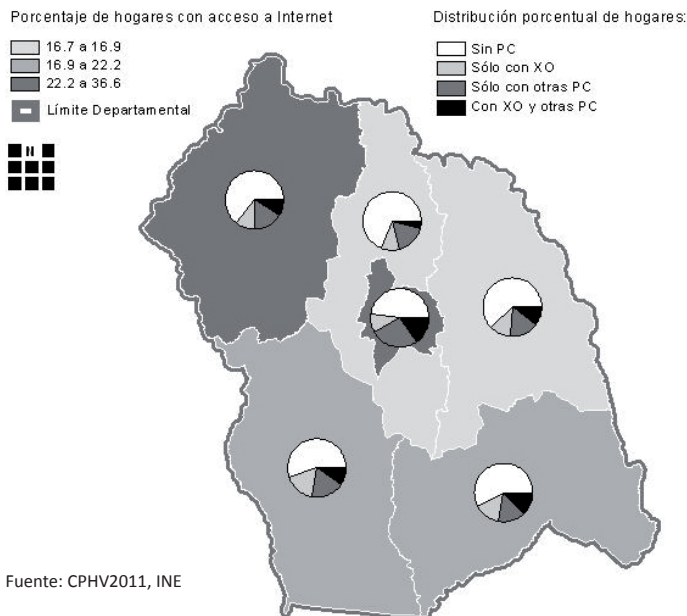 Porcentaje de hogares con acceso a Internet
16.7 a 16.9
16.9 a 22.2
22.2 a 36.6
Límite Departamental
N
Distribución porcentual de hogares:
Sin PC
Sólo con XO
Sólo con otras PC
Con XO y otras PC
Fuente: CPHV2011, INE